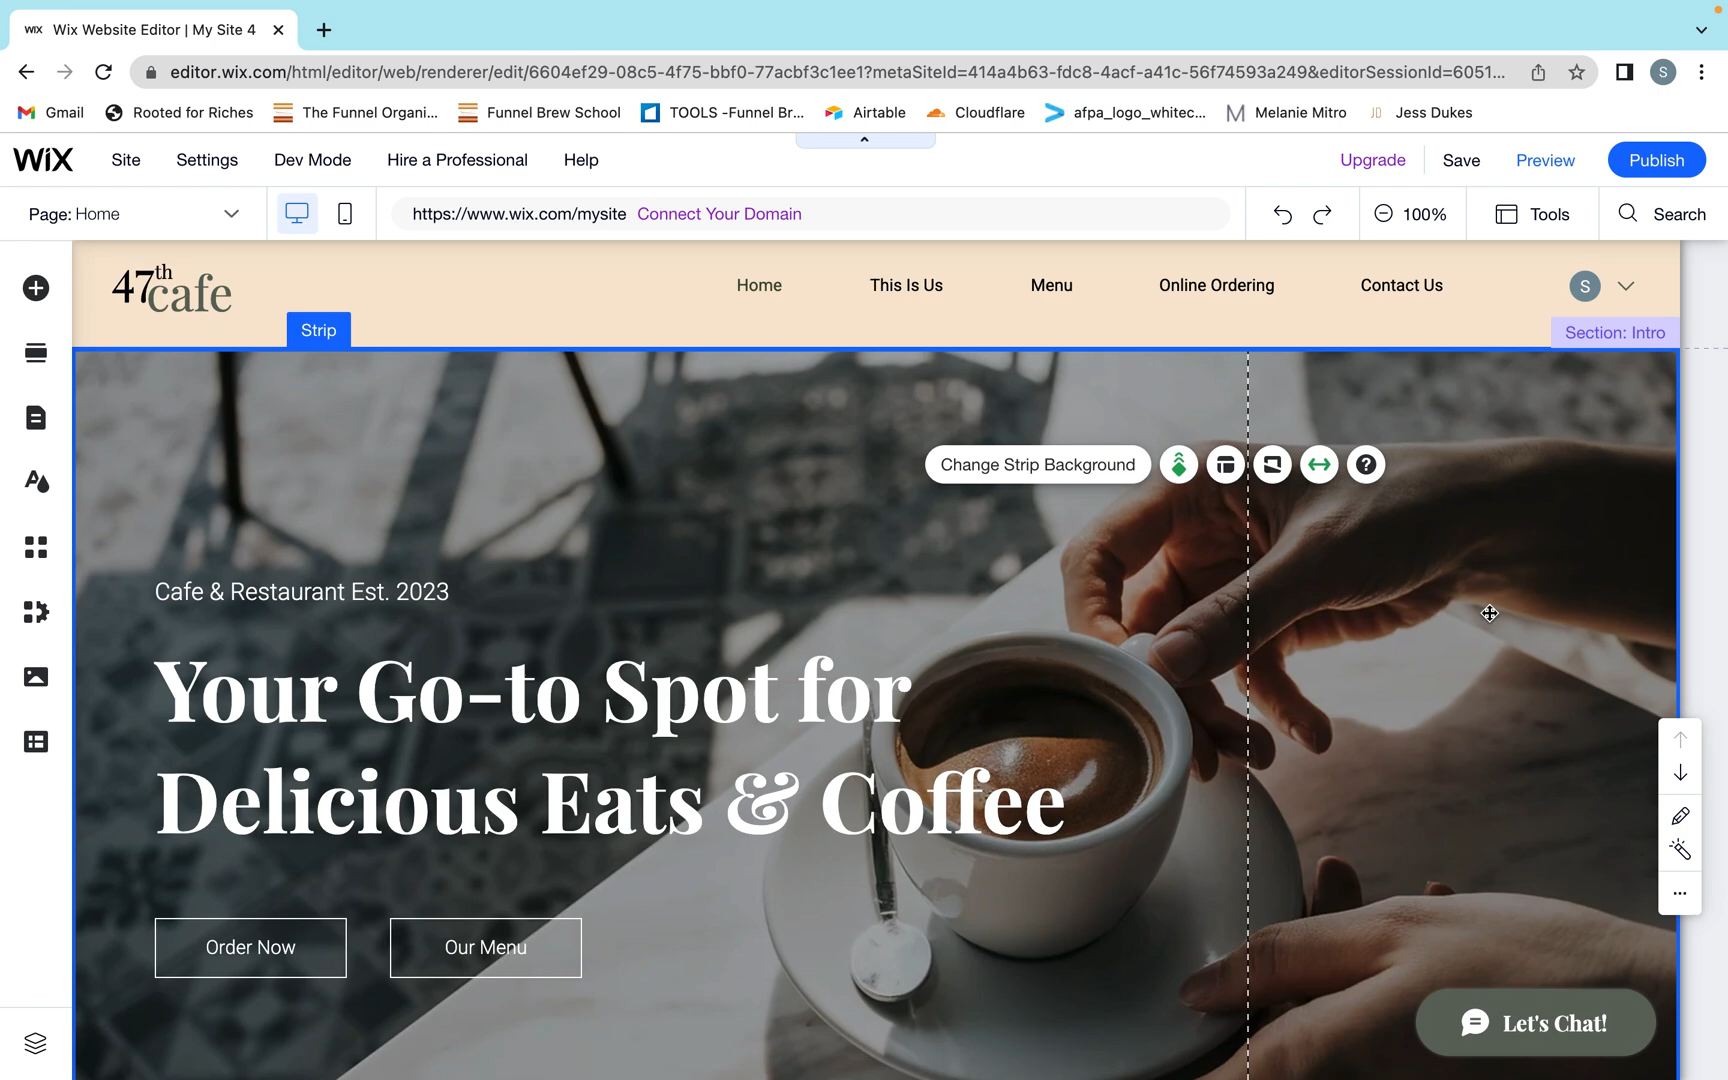 WIX Wix Website Editor | My Site 4
editor.wix.com/html/editor/web/renderer/edit/6604ef29-08c5-4f75-bbf0-77acbf3c1ee1?metaSiteId=414a4b63-fdc8-4acf-a41c-56f74593a249&editorSessionId=6051... S
Gmail Rooted for Riches The Funnel Organi... Funnel Brew School TOOLS -Funnel Br... Airtable Cloudflare afpa_logo_whitec... M Melanie Mitro JD Jess Dukes
WiX Site Settings Dev Mode Hire a Professional Help Upgrade Save Preview Publish
Page: Home https://www.wix.com/mysite Connect Your Domain 100% Tools Search
47th cafe Home This Is Us Menu Online Ordering Contact Us S
Strip Section: Intro
Change Strip Background ?
Cafe & Restaurant Est. 2023
Your Go-to Spot for
Delicious Eats & Coffee
Order Now Our Menu
Let's Chat!